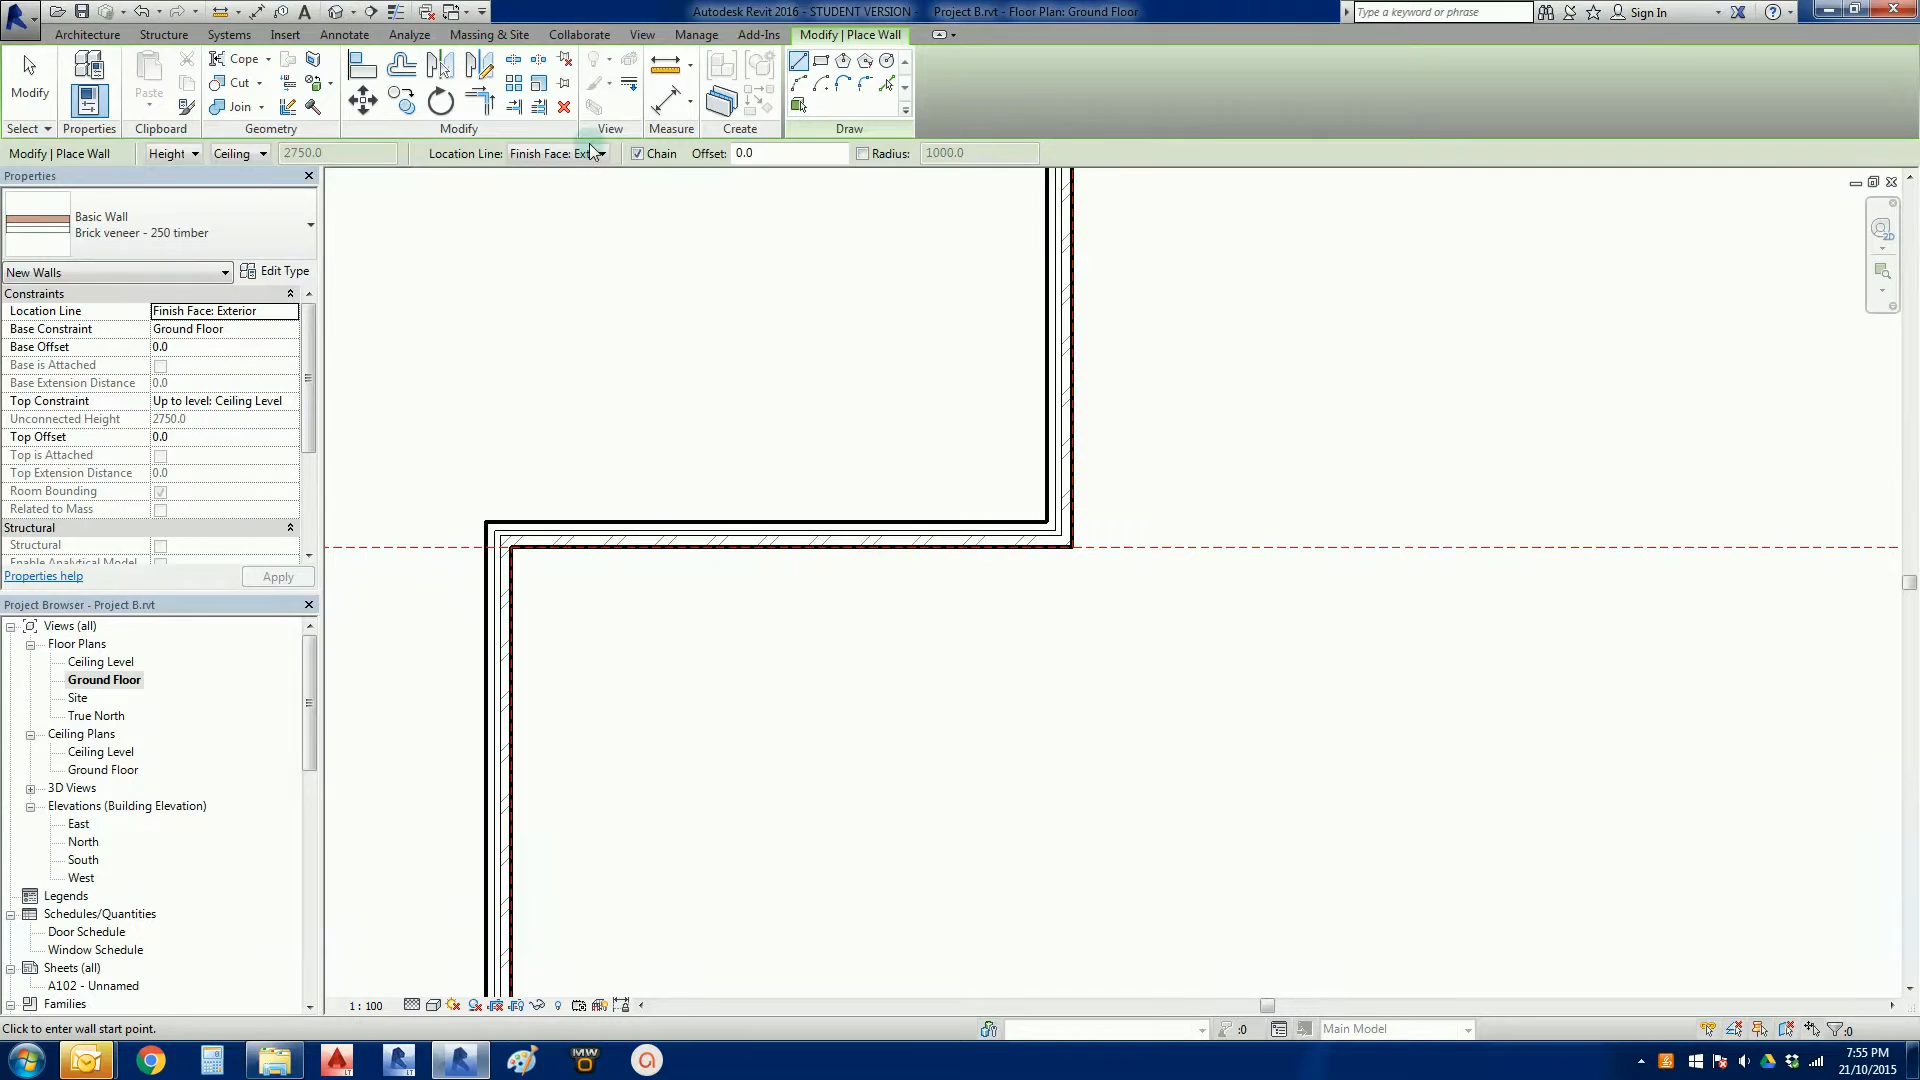 Autodesk Revit 2016 - STUDENT VERSION - Project B.rvt - Floor Plan: Ground Floor
Type a keyword or phrase
Sign In
Architecture Structure Systems Insert Annotate Analyze Massing & Site Collaborate View Manage Add-Ins Modify | Place Wall
Cope
Cut
Join
Modify
Paste
Select Properties Clipboard Geometry Modify View Measure Create Draw
Modify | Place Wall Height Ceiling 2750.0 Location Line: Finish Face: Chain Offset: 0.0 Radius: 1000.0
Properties
Basic Wall
Brick veneer - 250 timber
New Walls Edit Type
Constraints
Location Line Finish Face: Exterior
Base Constraint Ground Floor
Base Offset 0.0
Base is Attached
Base Extension Distance 0.0
Top Constraint Up to level: Ceiling Level
Unconnected Height 2750.0
Top Offset 0.0
Top is Attached
Top Extension Distance 0.0
Room Bounding
Related to Mass
Structural
Structural
Properties help Apply
Project Browser - Project B.rvt
Views (all)
Floor Plans
Ceiling Level
Ground Floor
Site
True North
Ceiling Plans
Ceiling Level
Ground Floor
3D Views
Elevations (Building Elevation)
East
North
South
West
Legends
Schedules/Quantities
Door Schedule
Window Schedule
Sheets (all)
A102 - Unnamed
Families
2D
1 : 100
Click to enter wall start point.
:0
Main Model
:0
LT
LT
MW
7:55 PM
21/10/2015